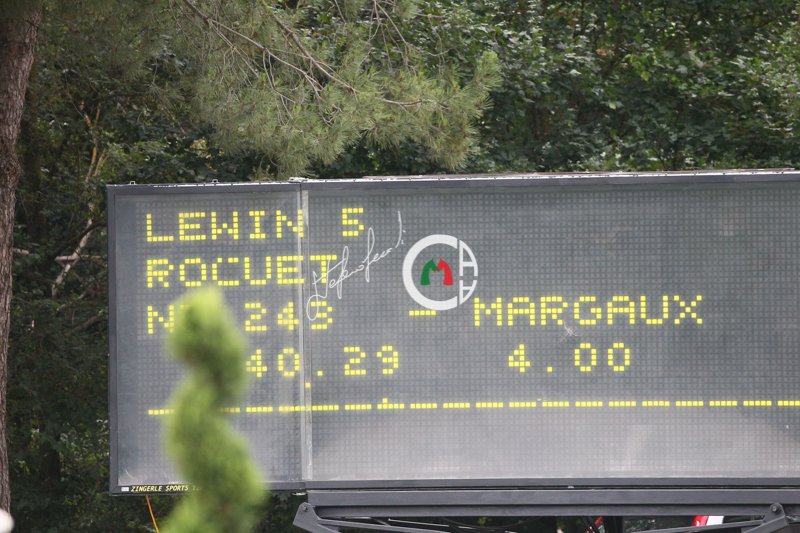 LEWIN 5
ROCUET
N 243 - MARGAUX
40.29 4.00
ZINGERLE SPORTS